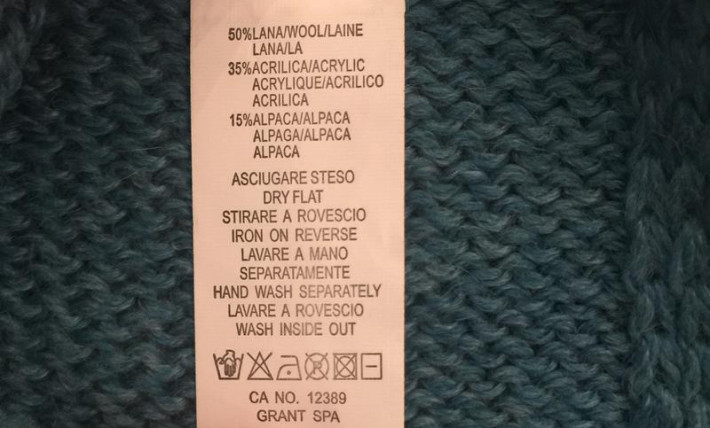 50%LANA/WOOL/LAINE
LANA/LA
35%ACRILICA/ACRYLIC
ACRYLIQUE/ACRILICO
ACRILICA
15%ALPACA/ALPACA
ALPAGA/ALPACA
ALPACA
ASCIUGARE STESO
DRY FLAT
STIRARE A ROVESCIO
IRON ON REVERSE
LAVARE A MANO
SEPARATAMENTE
HAND WASH SEPARATELY
LAVARE A ROVESCIO
WASH INSIDE OUT
CA NO. 12389
GRANT SPA